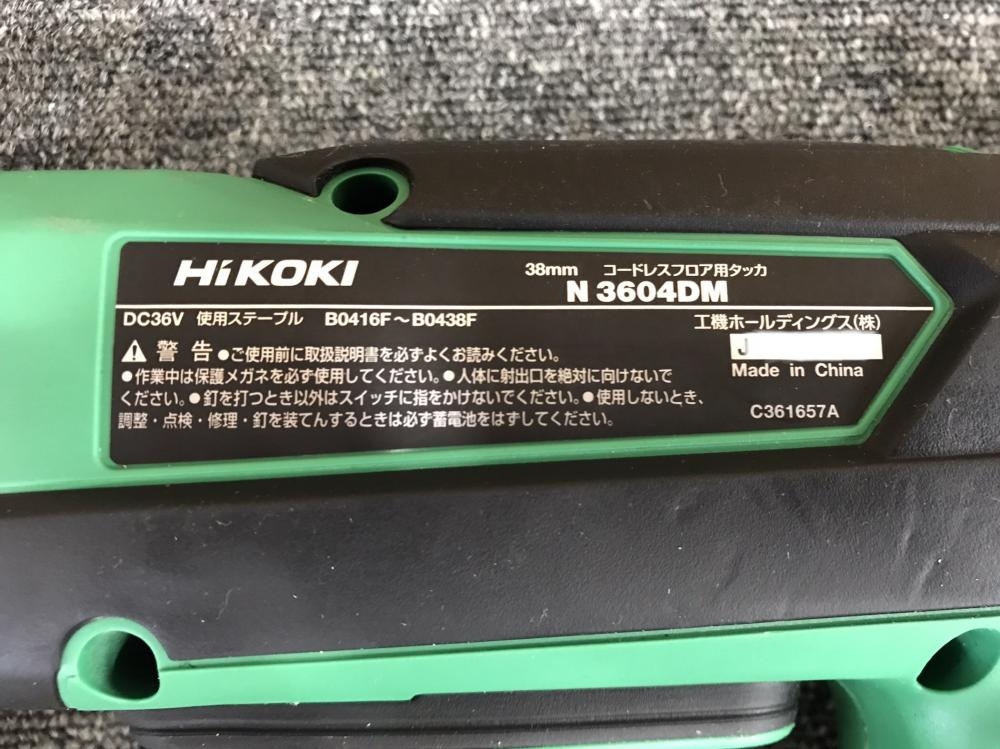 HiKOKI
38mm コードレスフロア用タッカ
N 3604DM
DC36V 使用ステープル B0416F～B0438F 工機ホールディングス(株)
J
⚠ 警告 ●ご使用前に取扱説明書を必ずよくお読みください。
Made in China
●作業中は保護メガネを必ず使用してください。●人体に射出口を絶対に向けないで
ください。●釘を打つとき以外はスイッチに指をかけないでください。●使用しないとき、
調整・点検・修理・釘を装てんするときは必ず蓄電池をはずしてください。
C361657A